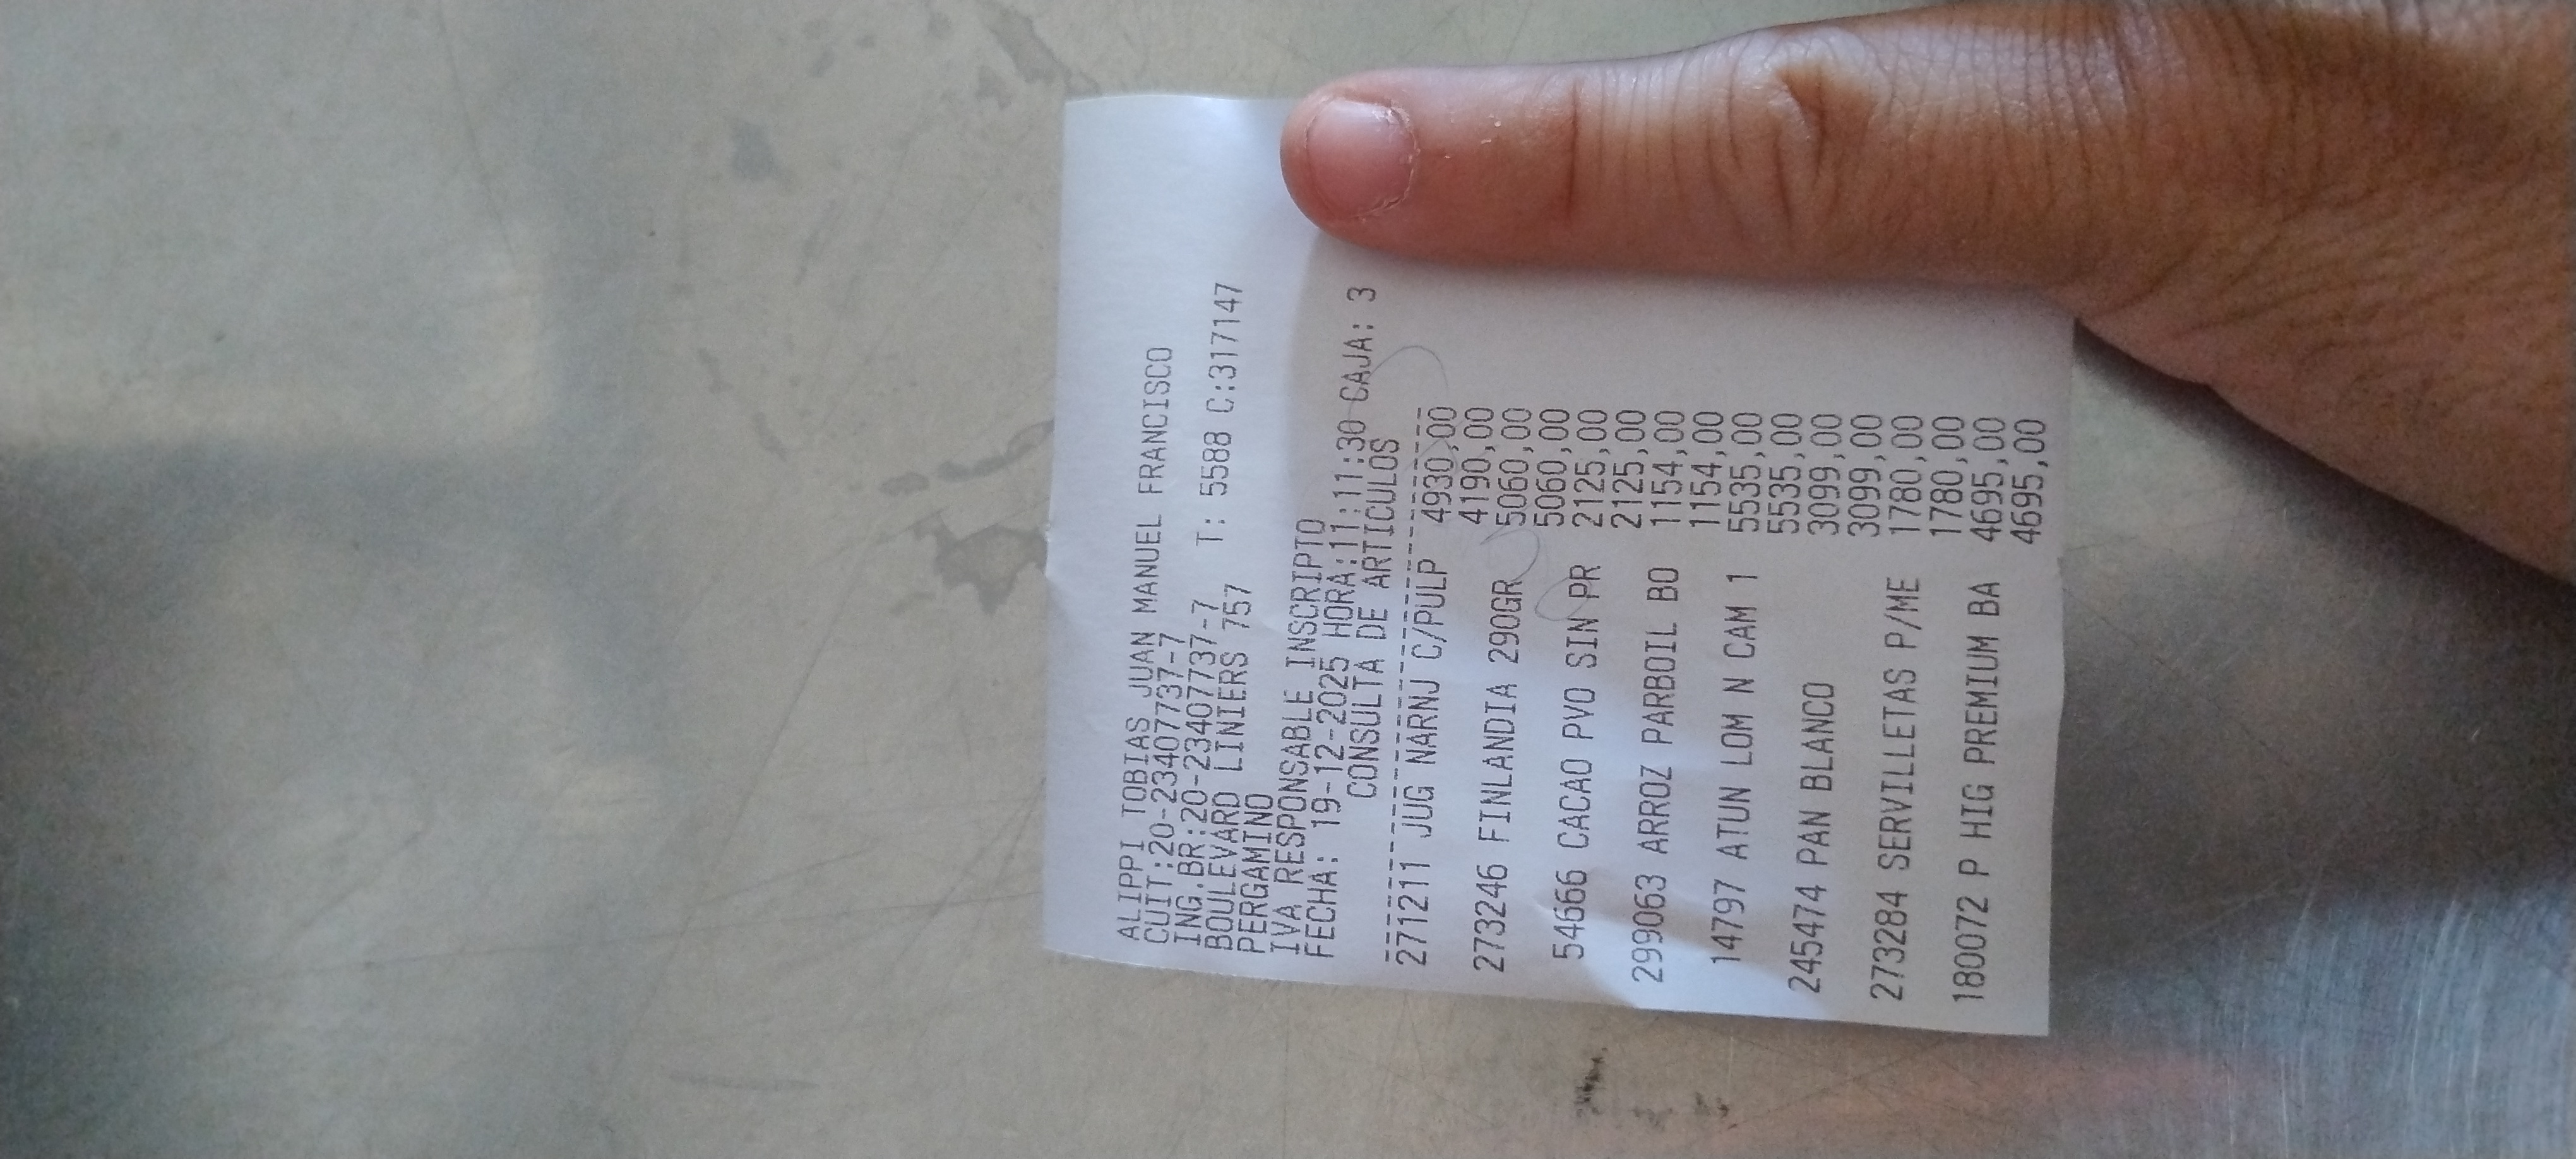 ALIPPI TOBIAS JUAN MANUEL FRANCISCO
CUIT:20-23407737-7
ING.BR:20-23407737-7
BOULEVARD LINIERS 757 T: 5588 C:317147
PERGAMINO
IVA RESPONSABLE INSCRIPTO
FECHA: 19-12-2025 HORA:11:11:30 CAJA: 3
CONSULTA DE ARTICULOS
271211 JUG NARNJ C/PULP 4930,00
4190,00
273246 FINLANDIA 290GR 5060,00
5060,00
54666 CACAO PVO SIN PR 2125,00
2125,00
299063 ARROZ PARBOIL BO 1154,00
1154,00
14797 ATUN LOM N CAM 1 5535,00
5535,00
245474 PAN BLANCO 3099,00
3099,00
273284 SERVILLETAS P/ME 1780,00
1780,00
180072 P HIG PREMIUM BA 4695,00
4695,00